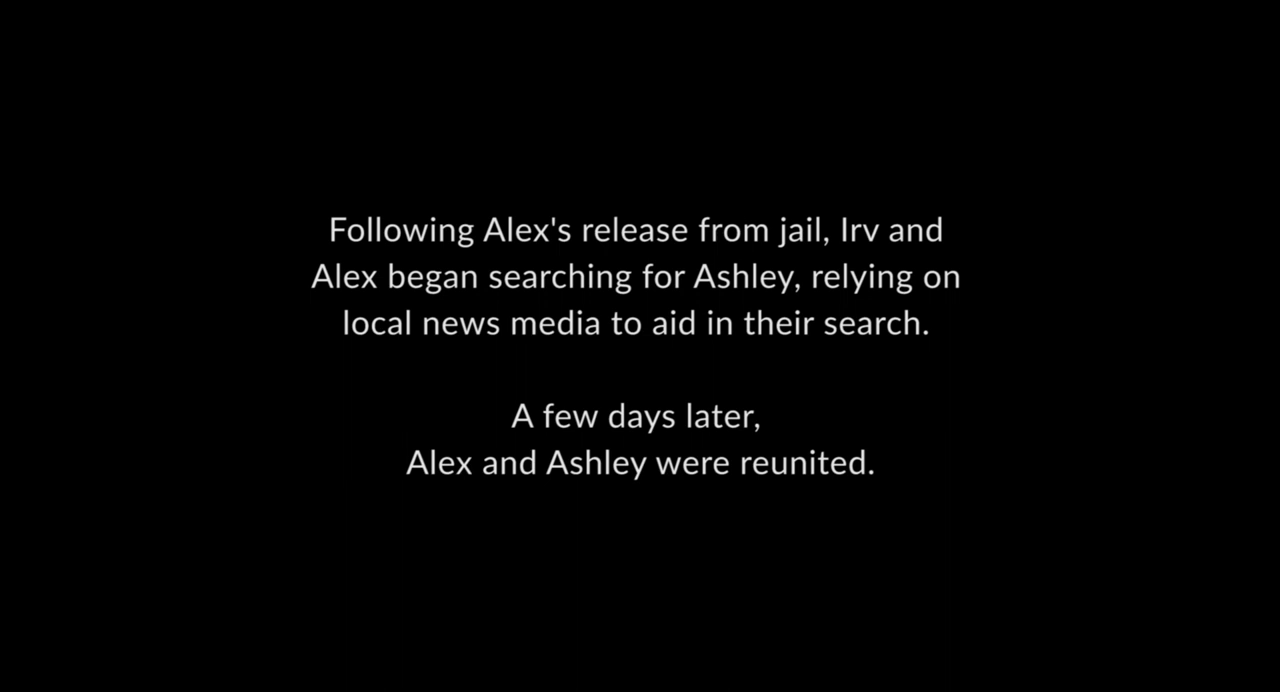 Following Alex's release from jail, Irv and
Alex began searching for Ashley, relying on
local news media to aid in their search.
A few days later,
Alex and Ashley were reunited.